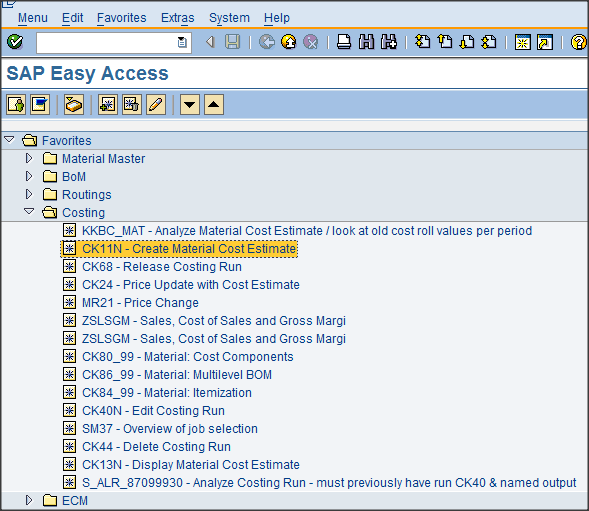 Menu Edit Favorites Extras System Help
SAP Easy Access
Favorites
Material Master
BoM
Routings
Costing
KKBC_MAT - Analyze Material Cost Estimate / look at old cost roll values per period
CK11N - Create Material Cost Estimate
CK68 - Release Costing Run
CK24 - Price Update with Cost Estimate
MR21 - Price Change
ZSLSGM - Sales, Cost of Sales and Gross Margi
ZSLSGM - Sales, Cost of Sales and Gross Margi
CK80_99 - Material: Cost Components
CK86_99 - Material: Multilevel BOM
CK84_99 - Material: Itemization
CK40N - Edit Costing Run
SM37 - Overview of job selection
CK44 - Delete Costing Run
CK13N - Display Material Cost Estimate
S_ALR_87099930 - Analyze Costing Run - must previously have run CK40 & named output
ECM